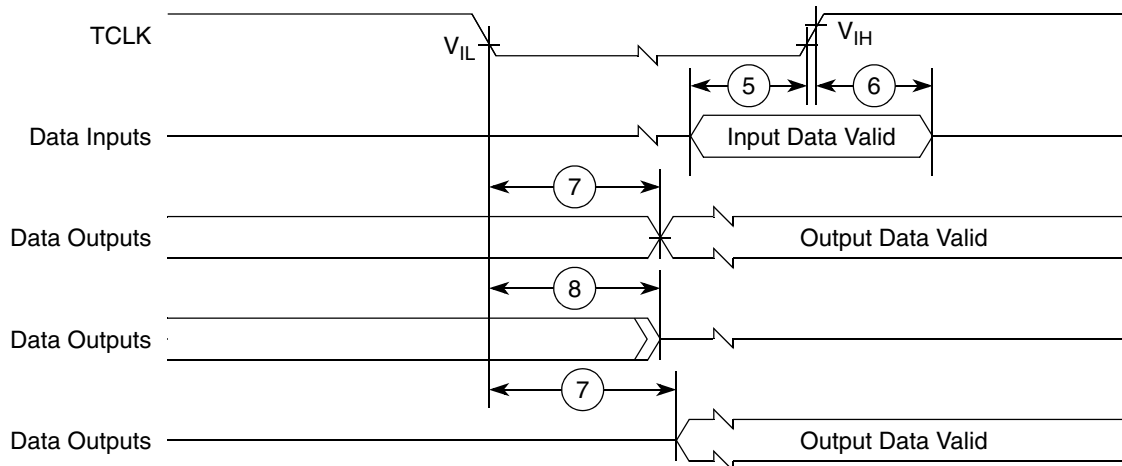 TCLK
V_IL
V_IH
5
6
Data Inputs
Input Data Valid
7
Data Outputs
Output Data Valid
8
Data Outputs
7
Data Outputs
Output Data Valid